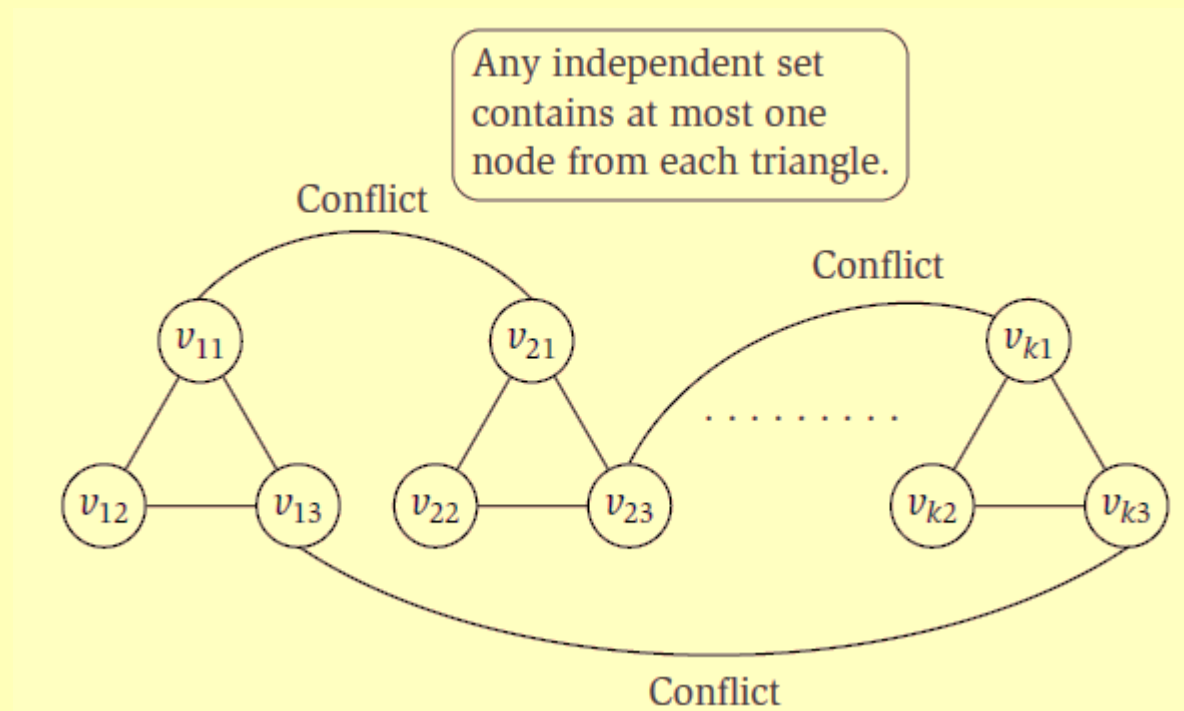 Any independent set
contains at most one
node from each triangle.
Conflict
Conflict
v11
v21
vk1
. . . . . . . . .
v12
v13
v22
v23
vk2
vk3
Conflict